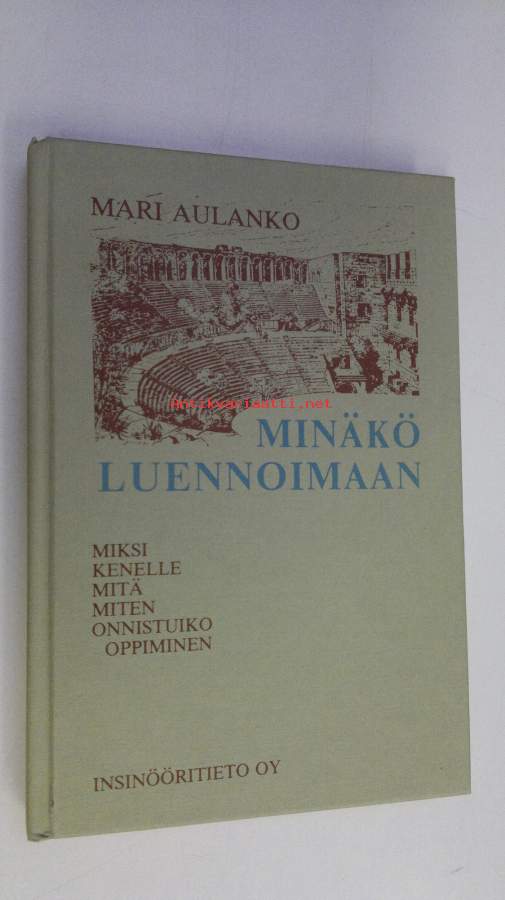 MARI AULANKO
Antikvariaatti.net
MINÄKÖ
LUENNOIMAAN
MIKSI
KENELLE
MITÄ
MITEN
ONNISTUIKO
OPPIMINEN
INSINÖÖRITIETO OY